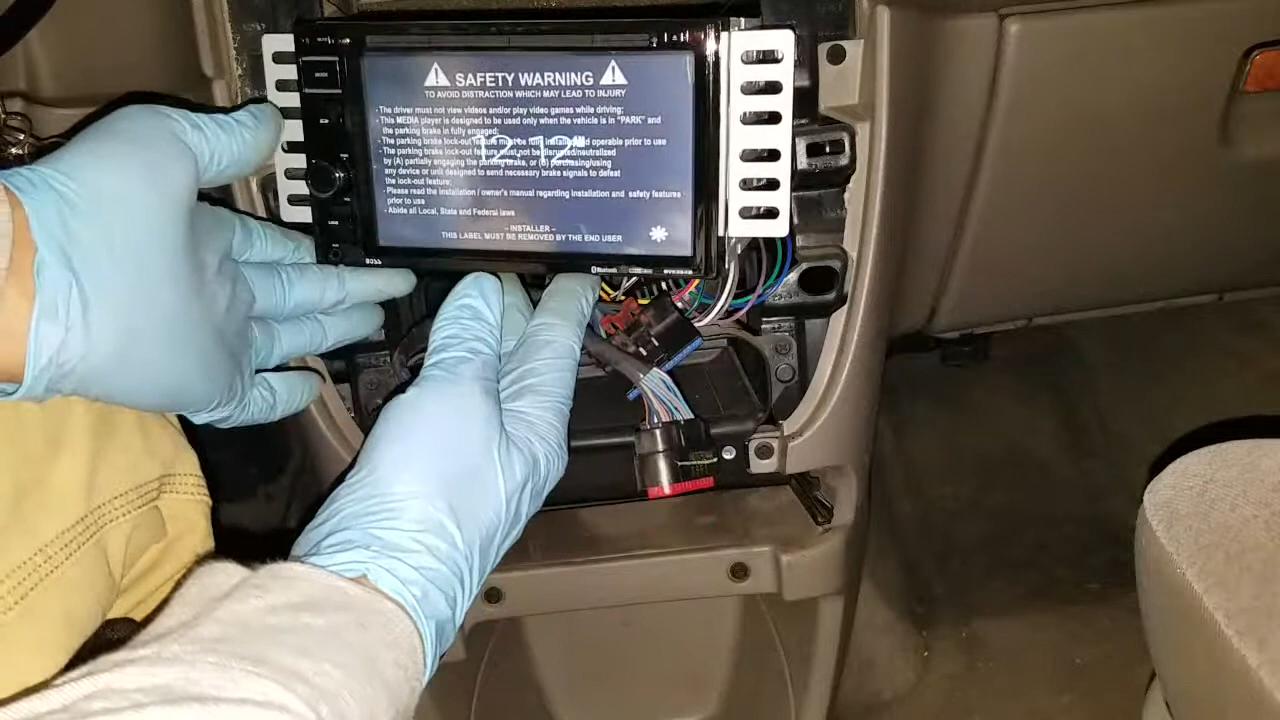 SAFETY WARNING
TO AVOID DISTRACTION WHICH MAY LEAD TO INJURY
- The driver must not view videos and/or play video games while driving;
- This MEDIA player is designed to be used only when the vehicle is in "PARK" and
the parking brake in fully engaged;
- The parking brake lock-out feature must be fully installed and operable prior to use
- The parking brake lock-out feature must not be disrupted/neutralized
12:12
by (A) partially engaging the parking brake, or (B) purchasing/using
any device or unit designed to send necessary brake signals to defeat
the lock-out feature;
- Please read the installation / owner's manual regarding installation and safety features
prior to use
- Abide all Local, State and Federal laws
– INSTALLER –
THIS LABEL MUST BE REMOVED BY THE END USER
MODE
BOSS
Bluetooth